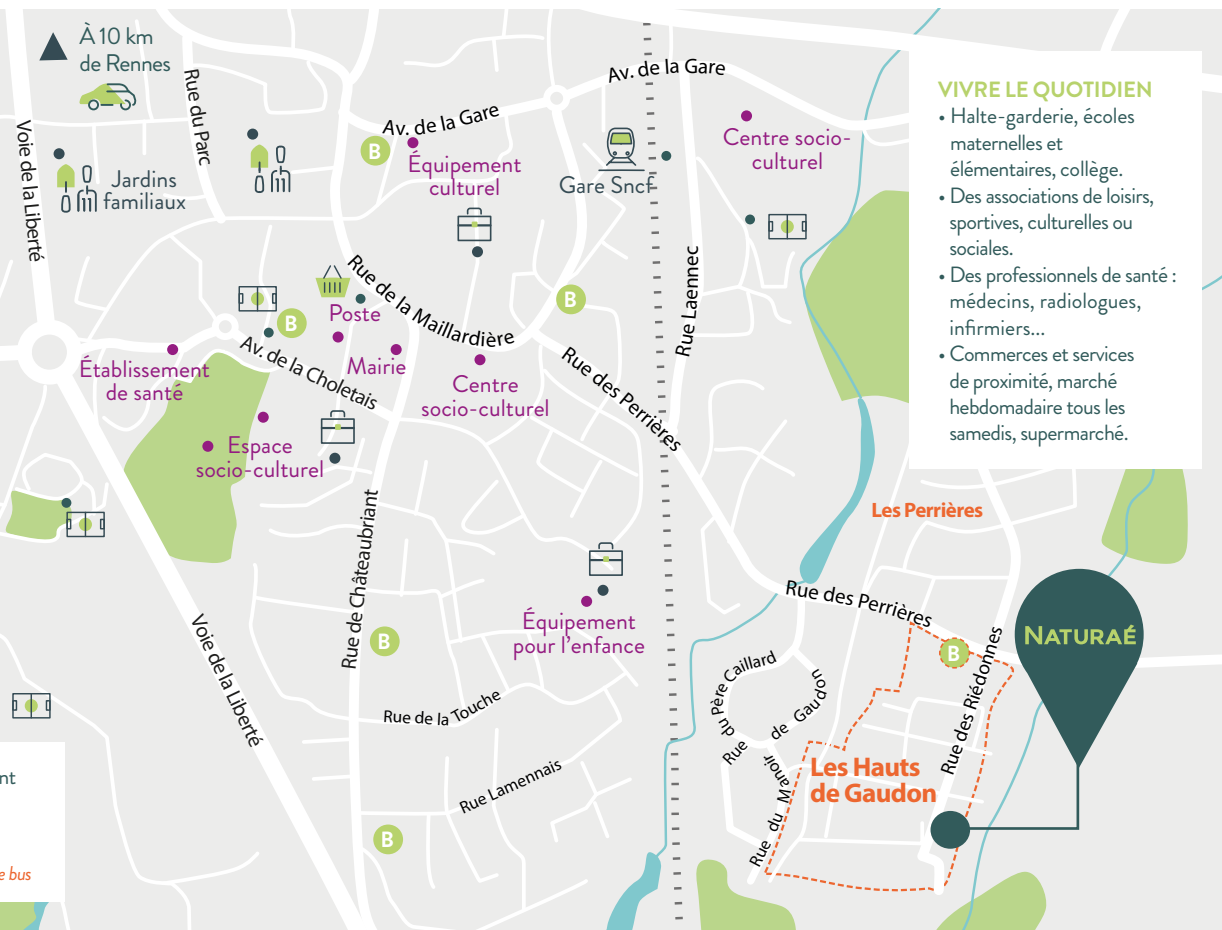 À 10 km
de Rennes
Rue du Parc
Voie de la Liberté
Jardins
familiaux
Av. de la Gare
B
Équipement
culturel
Av. de la Gare
Gare Sncf
Centre socio-
culturel
VIVRE LE QUOTIDIEN
• Halte-garderie, écoles
maternelles et
élémentaires, collège.
• Des associations de loisirs,
sportives, culturelles ou
sociales.
• Des professionnels de santé :
médecins, radiologues,
infirmiers...
• Commerces et services
de proximité, marché
hebdomadaire tous les
samedis, supermarché.
Rue de la Maillardière
B
Poste
B
Mairie
Av. de la Choletais
Établissement
de santé
Centre
socio-culturel
Rue des Perrières
Rue Laennec
Espace
socio-culturel
Rue de Châteaubriant
Voie de la Liberté
Équipement
pour l'enfance
B
Rue de la Touche
Rue Lamennais
B
Les Perrières
Rue des Perrières
B
Rue des Riédonnes
NATURAÉ
Rue du Père Caillard
Rue du Manoir de Gaudon
Les Hauts
de Gaudon
nt
e bus